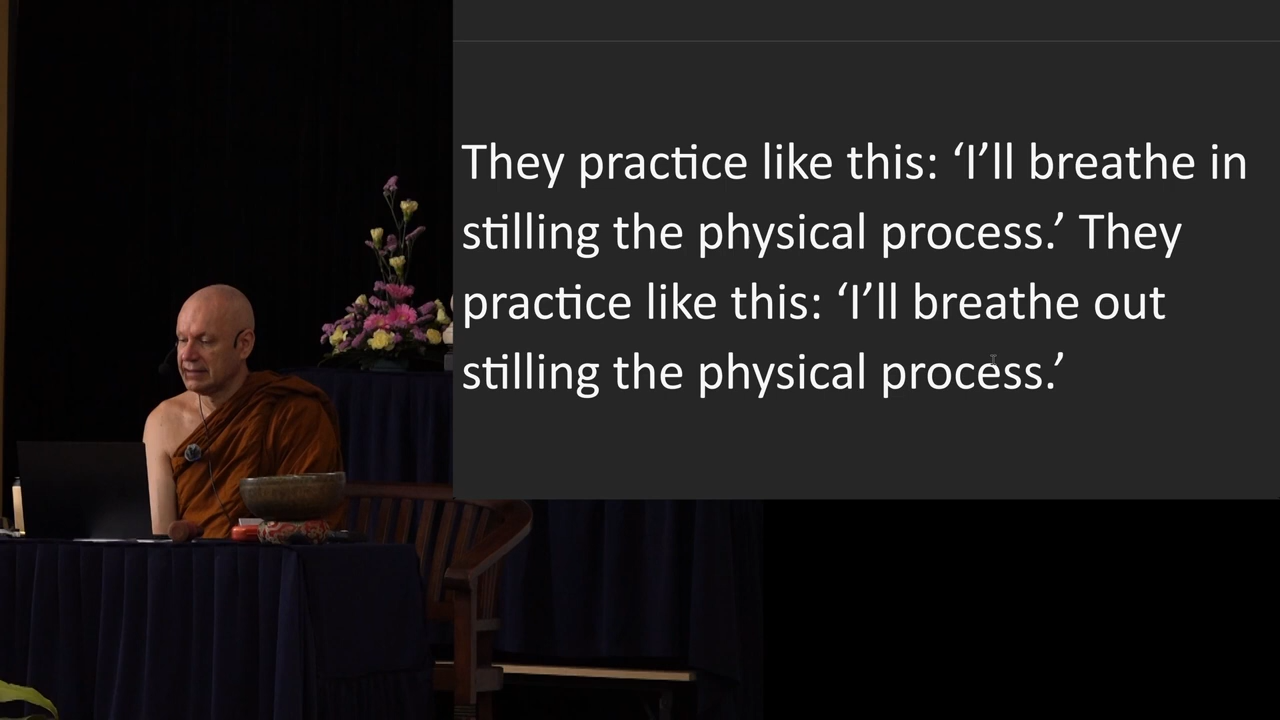 They practice like this: ‘I’ll breathe in
stilling the physical process.’ They
practice like this: ‘I’ll breathe out
stilling the physical process.’